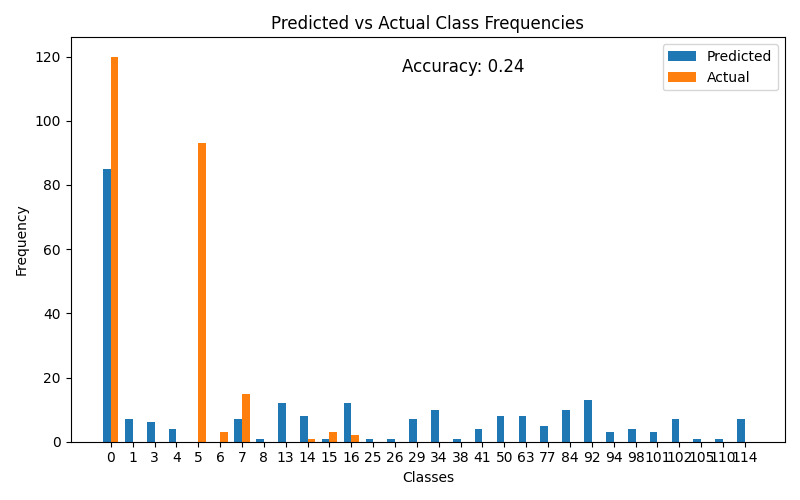 Predicted vs Actual Class Frequencies
Accuracy: 0.24
Predicted
Actual
Frequency
120
100
80
60
40
20
0
0 1 3 4 5 6 7 8 13 14 15 16 25 26 29 34 38 41 50 63 77 84 92 94 98 101 102 105 110 114
Classes